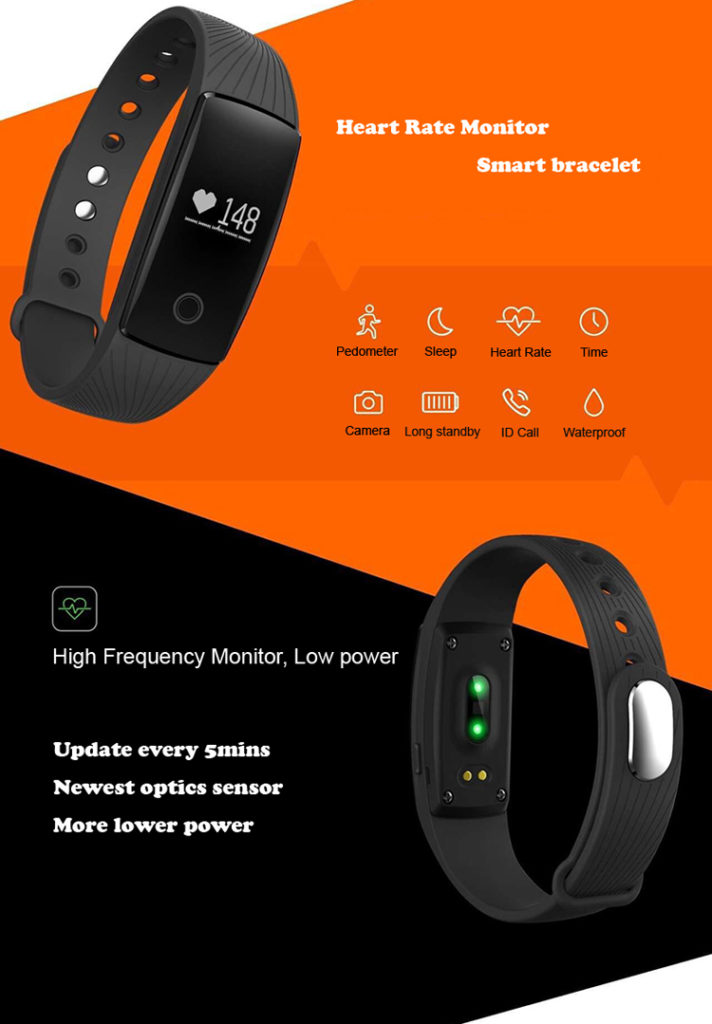 Heart Rate Monitor
Smart bracelet
148
Pedometer Sleep Heart Rate Time
Camera Long standby ID Call Waterproof
High Frequency Monitor, Low power
Update every 5mins
Newest optics sensor
More lower power